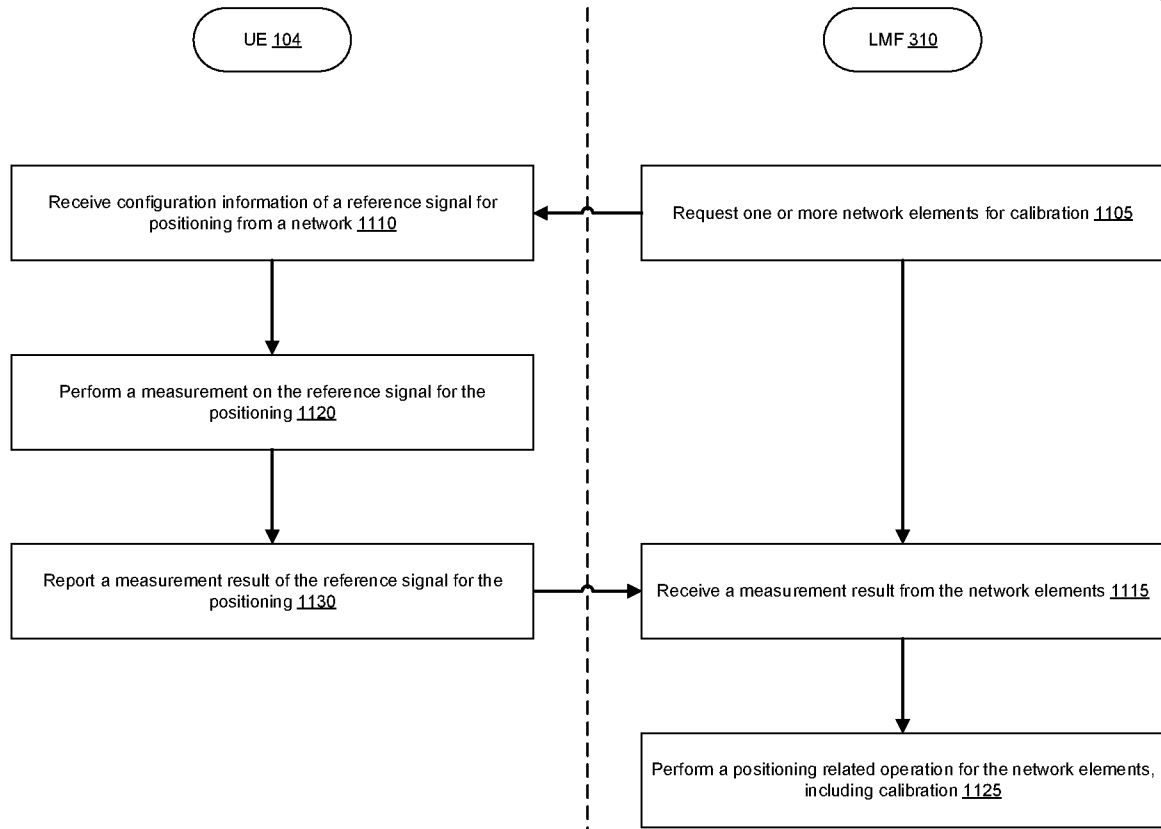 UE 104
LMF 310
Receive configuration information of a reference signal for
positioning from a network 1110
Request one or more network elements for calibration 1105
Perform a measurement on the reference signal for the
positioning 1120
Report a measurement result of the reference signal for the
positioning 1130
Receive a measurement result from the network elements 1115
Perform a positioning related operation for the network elements,
including calibration 1125